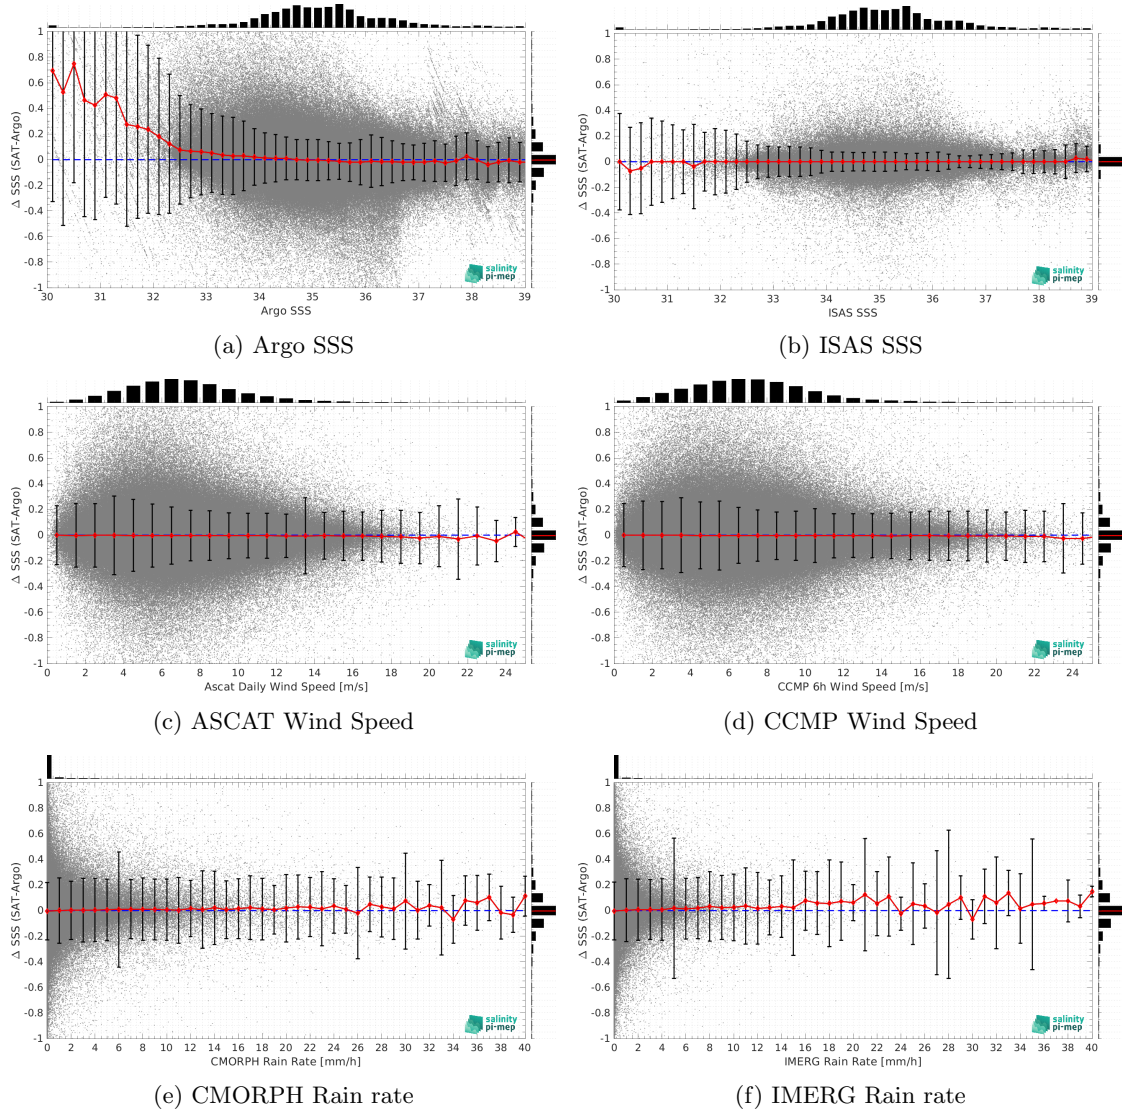 1
0.8
0.6
0.4
0.2
0
-0.2
-0.4
-0.6
-0.8
-1
Δ SSS (SAT-Argo)
30 31 32 33 34 35 36 37 38 39
Argo SSS
salinity
pi-mep
(a) Argo SSS
1
0.8
0.6
0.4
0.2
0
-0.2
-0.4
-0.6
-0.8
-1
Δ SSS (SAT-Argo)
30 31 32 33 34 35 36 37 38 39
ISAS SSS
salinity
pi-mep
(b) ISAS SSS
1
0.8
0.6
0.4
0.2
0
-0.2
-0.4
-0.6
-0.8
-1
Δ SSS (SAT-Argo)
0 2 4 6 8 10 12 14 16 18 20 22 24
Ascat Daily Wind Speed [m/s]
salinity
pi-mep
(c) ASCAT Wind Speed
1
0.8
0.6
0.4
0.2
0
-0.2
-0.4
-0.6
-0.8
-1
Δ SSS (SAT-Argo)
0 2 4 6 8 10 12 14 16 18 20 22 24
CCMP 6h Wind Speed [m/s]
salinity
pi-mep
(d) CCMP Wind Speed
1
0.8
0.6
0.4
0.2
0
-0.2
-0.4
-0.6
-0.8
-1
Δ SSS (SAT-Argo)
0 2 4 6 8 10 12 14 16 18 20 22 24 26 28 30 32 34 36 38 40
CMORPH Rain Rate [mm/h]
salinity
pi-mep
(e) CMORPH Rain rate
1
0.8
0.6
0.4
0.2
0
-0.2
-0.4
-0.6
-0.8
-1
Δ SSS (SAT-Argo)
0 2 4 6 8 10 12 14 16 18 20 22 24 26 28 30 32 34 36 38 40
IMERG Rain Rate [mm/h]
salinity
pi-mep
(f) IMERG Rain rate